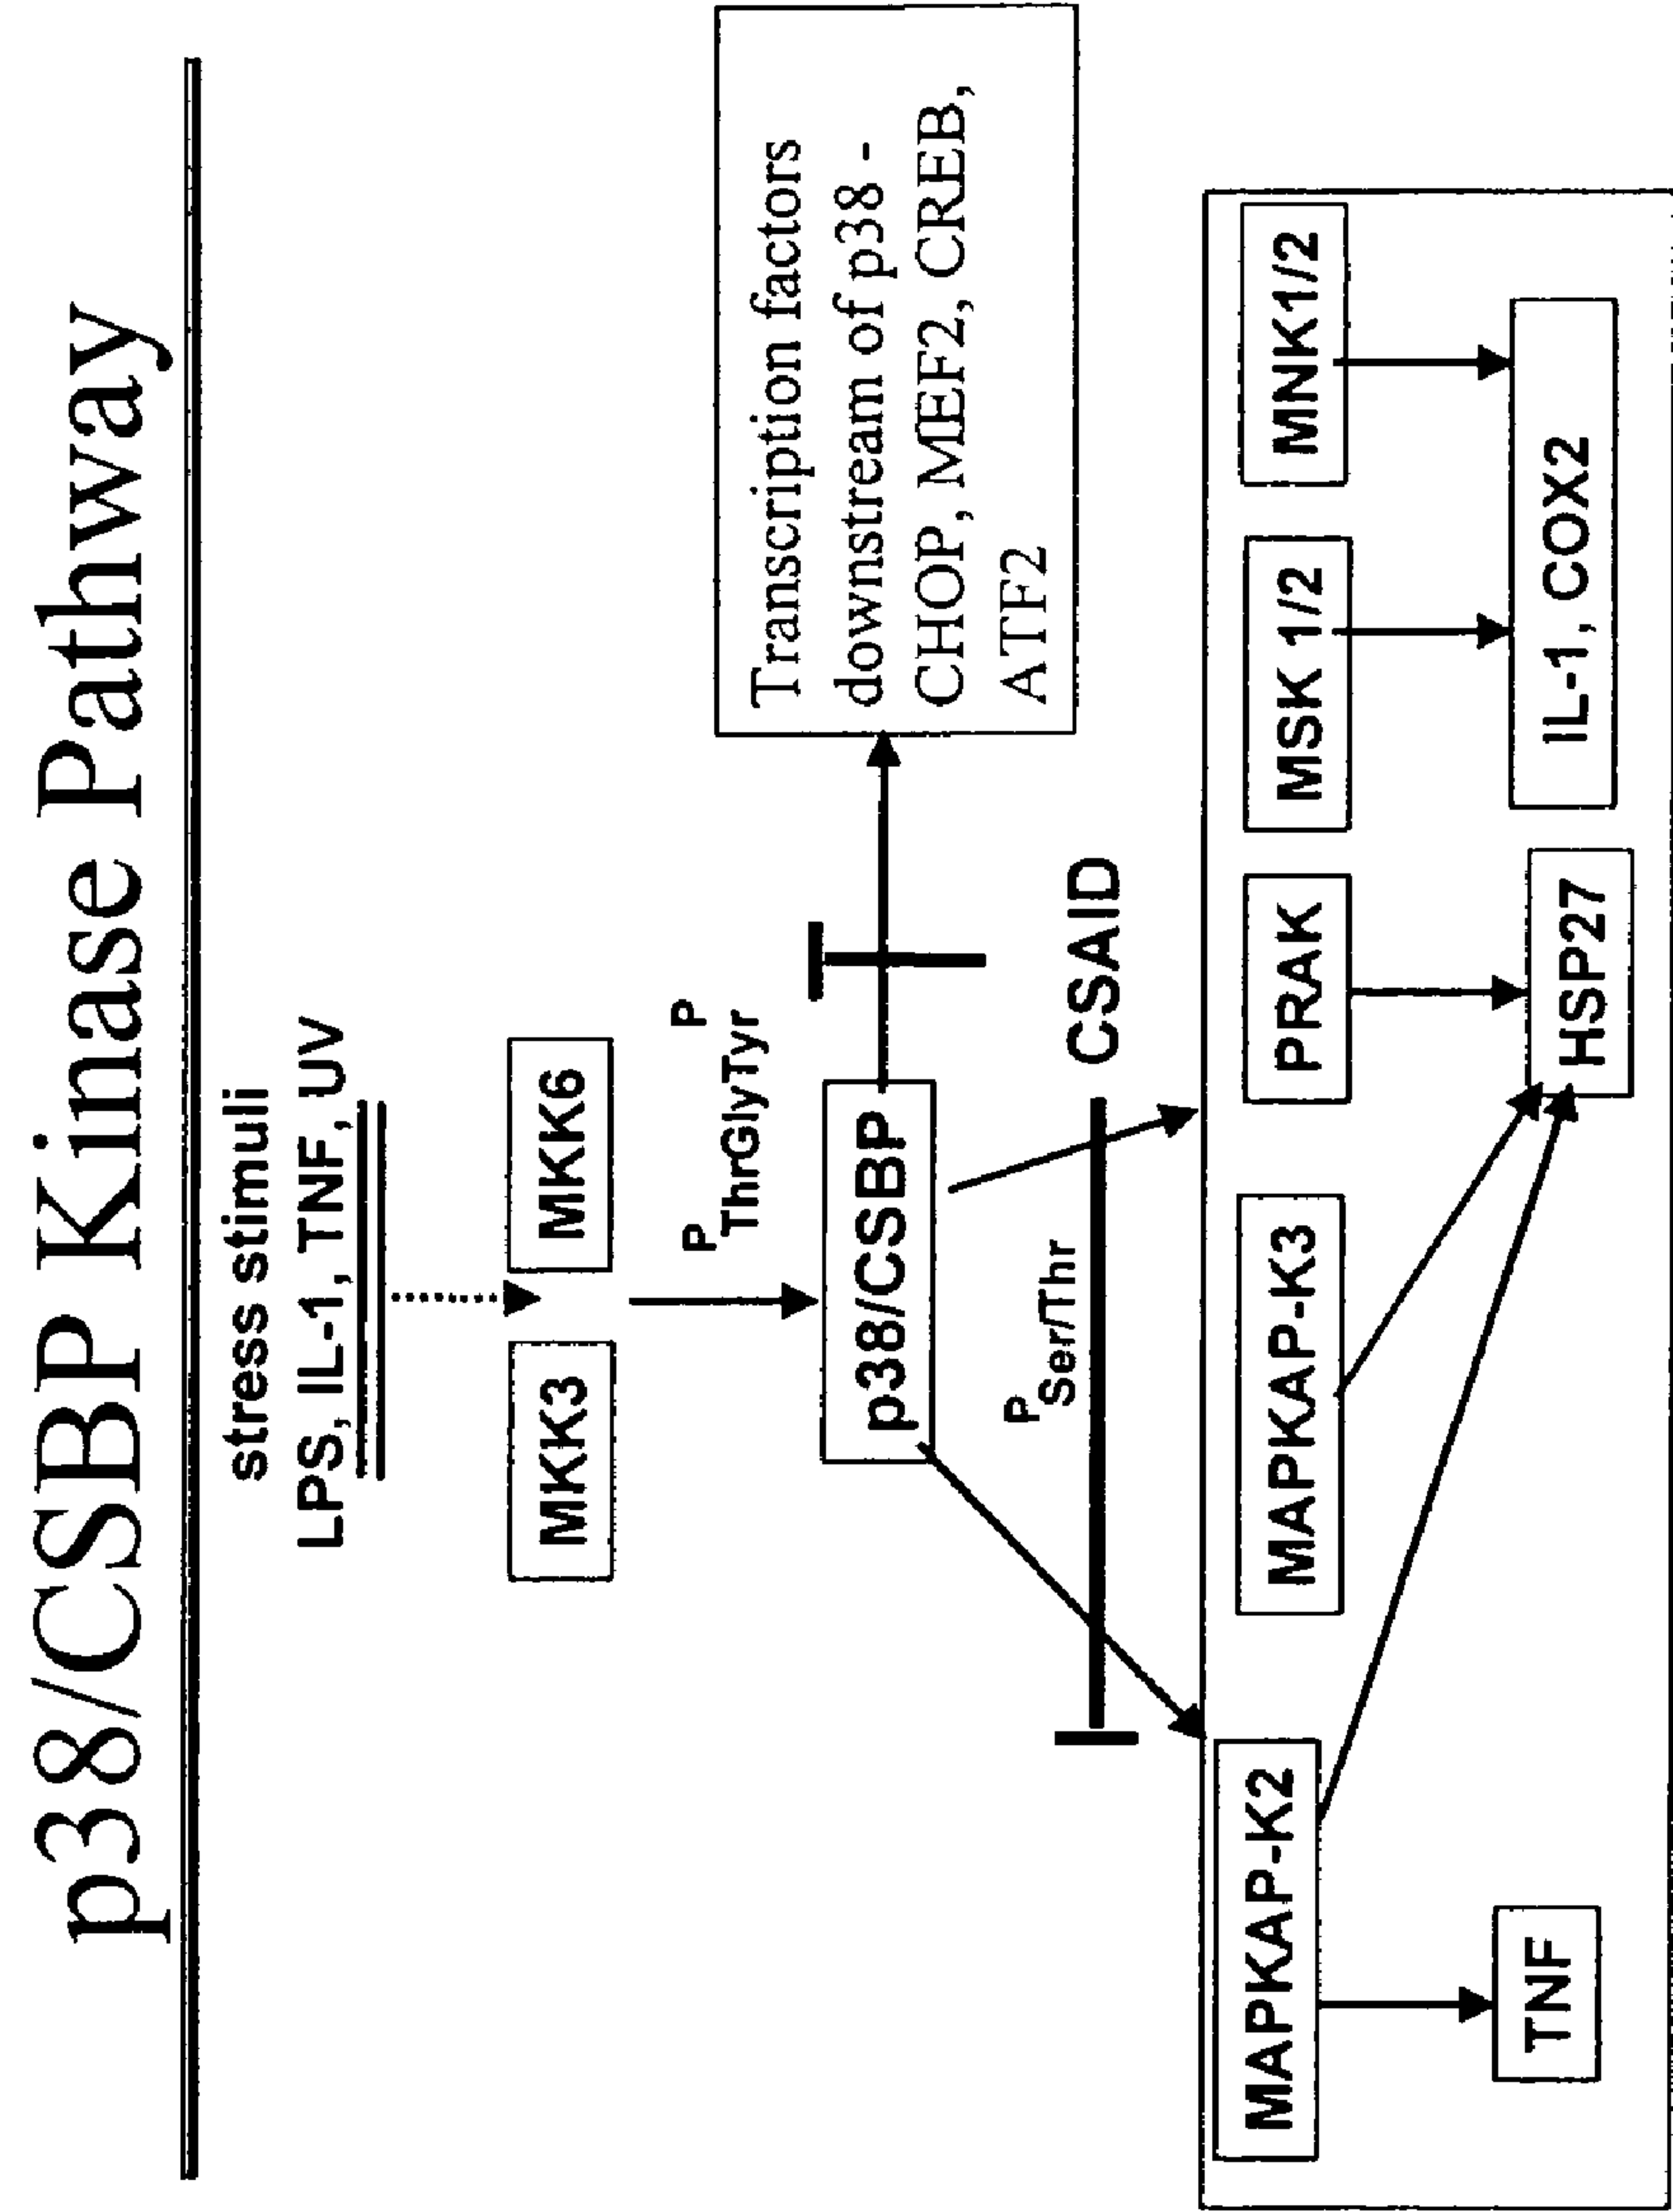 p38/CSBP Kinase Pathway
stress stimuli
LPS, IL-1, TNF, UV
MKK3
MKK6
P P
ThrGlyTyr
p38/CSBP
Transcription factors
downstream of p38 -
CHOP, MEF2, CREB,
ATF2
P
Ser/Thr
CSAID
MAPKAP-K2
MAPKAP-K3
PRAK
MSK 1/2
MNK1/2
TNF
HSP27
IL-1, COX2